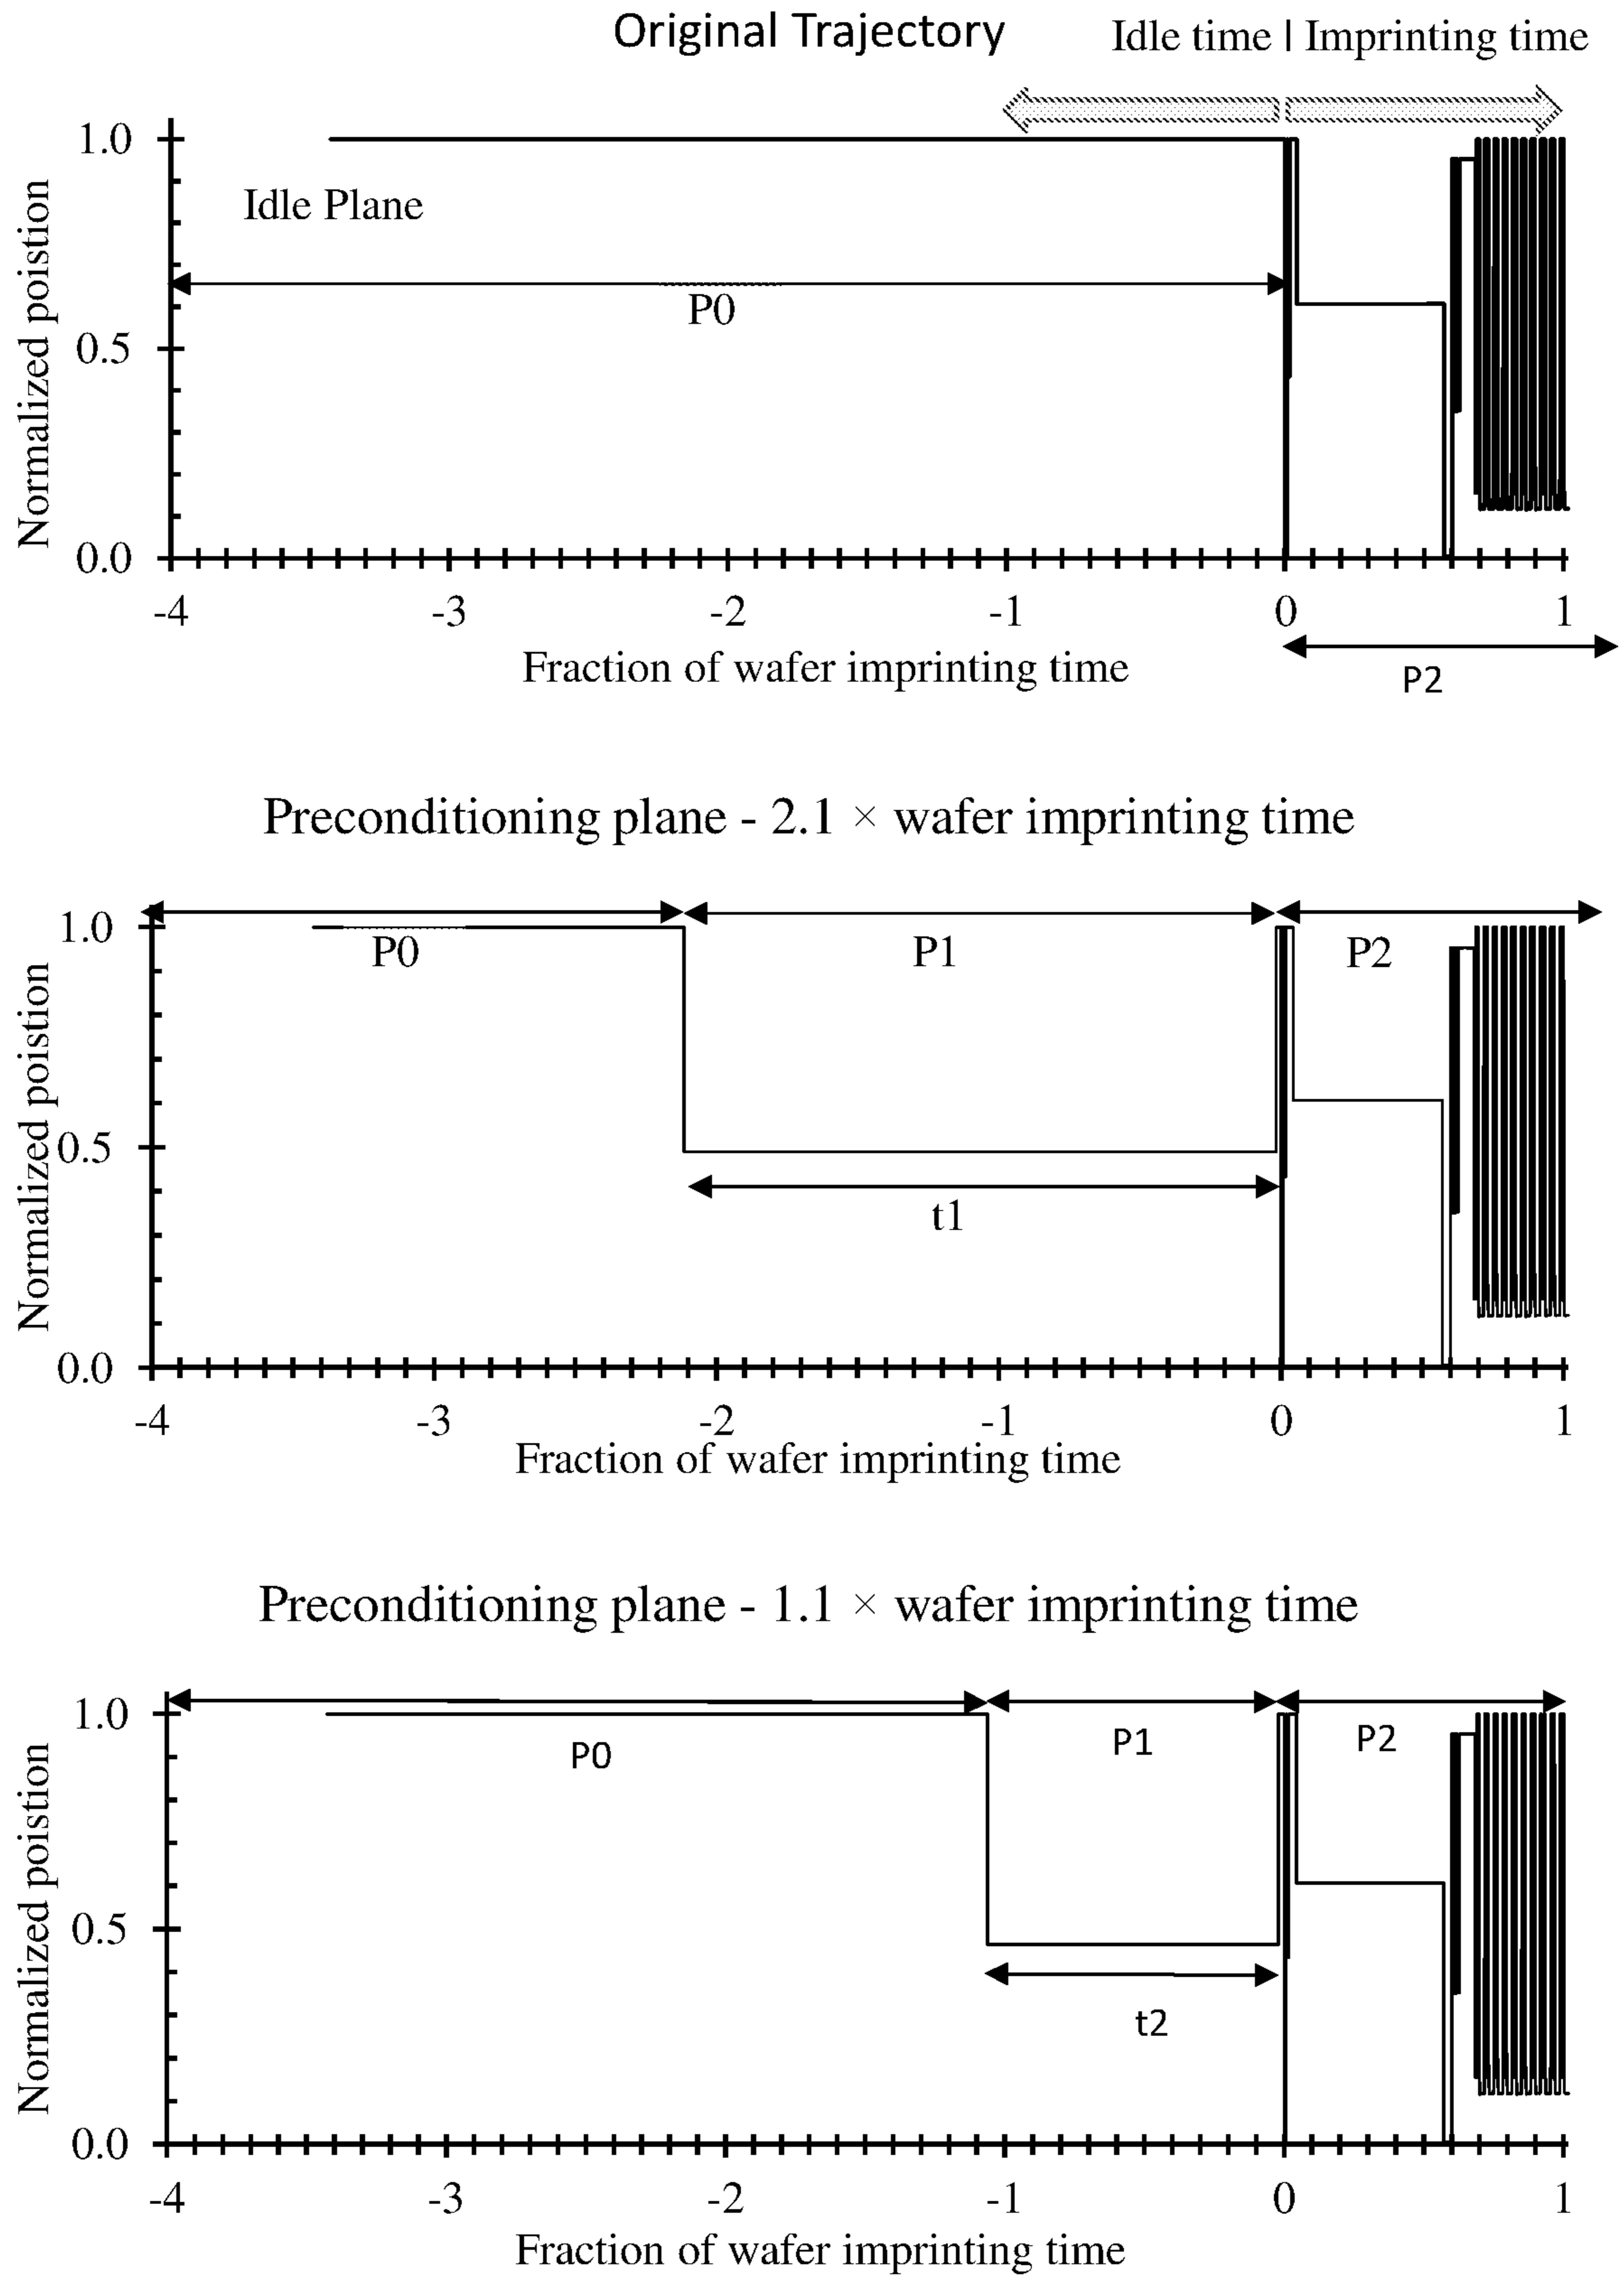 Original Trajectory
Idle time | Imprinting time
1.0
Idle Plane
P0
0.5
0.0
Normalized poistion
-4 -3 -2 -1 0 1
Fraction of wafer imprinting time
P2
Preconditioning plane - 2.1 × wafer imprinting time
1.0
P0 P1 P2
0.5
t1
0.0
Normalized poistion
-4 -3 -2 -1 0 1
Fraction of wafer imprinting time
Preconditioning plane - 1.1 × wafer imprinting time
1.0
P0 P1 P2
0.5
t2
0.0
Normalized poistion
-4 -3 -2 -1 0 1
Fraction of wafer imprinting time